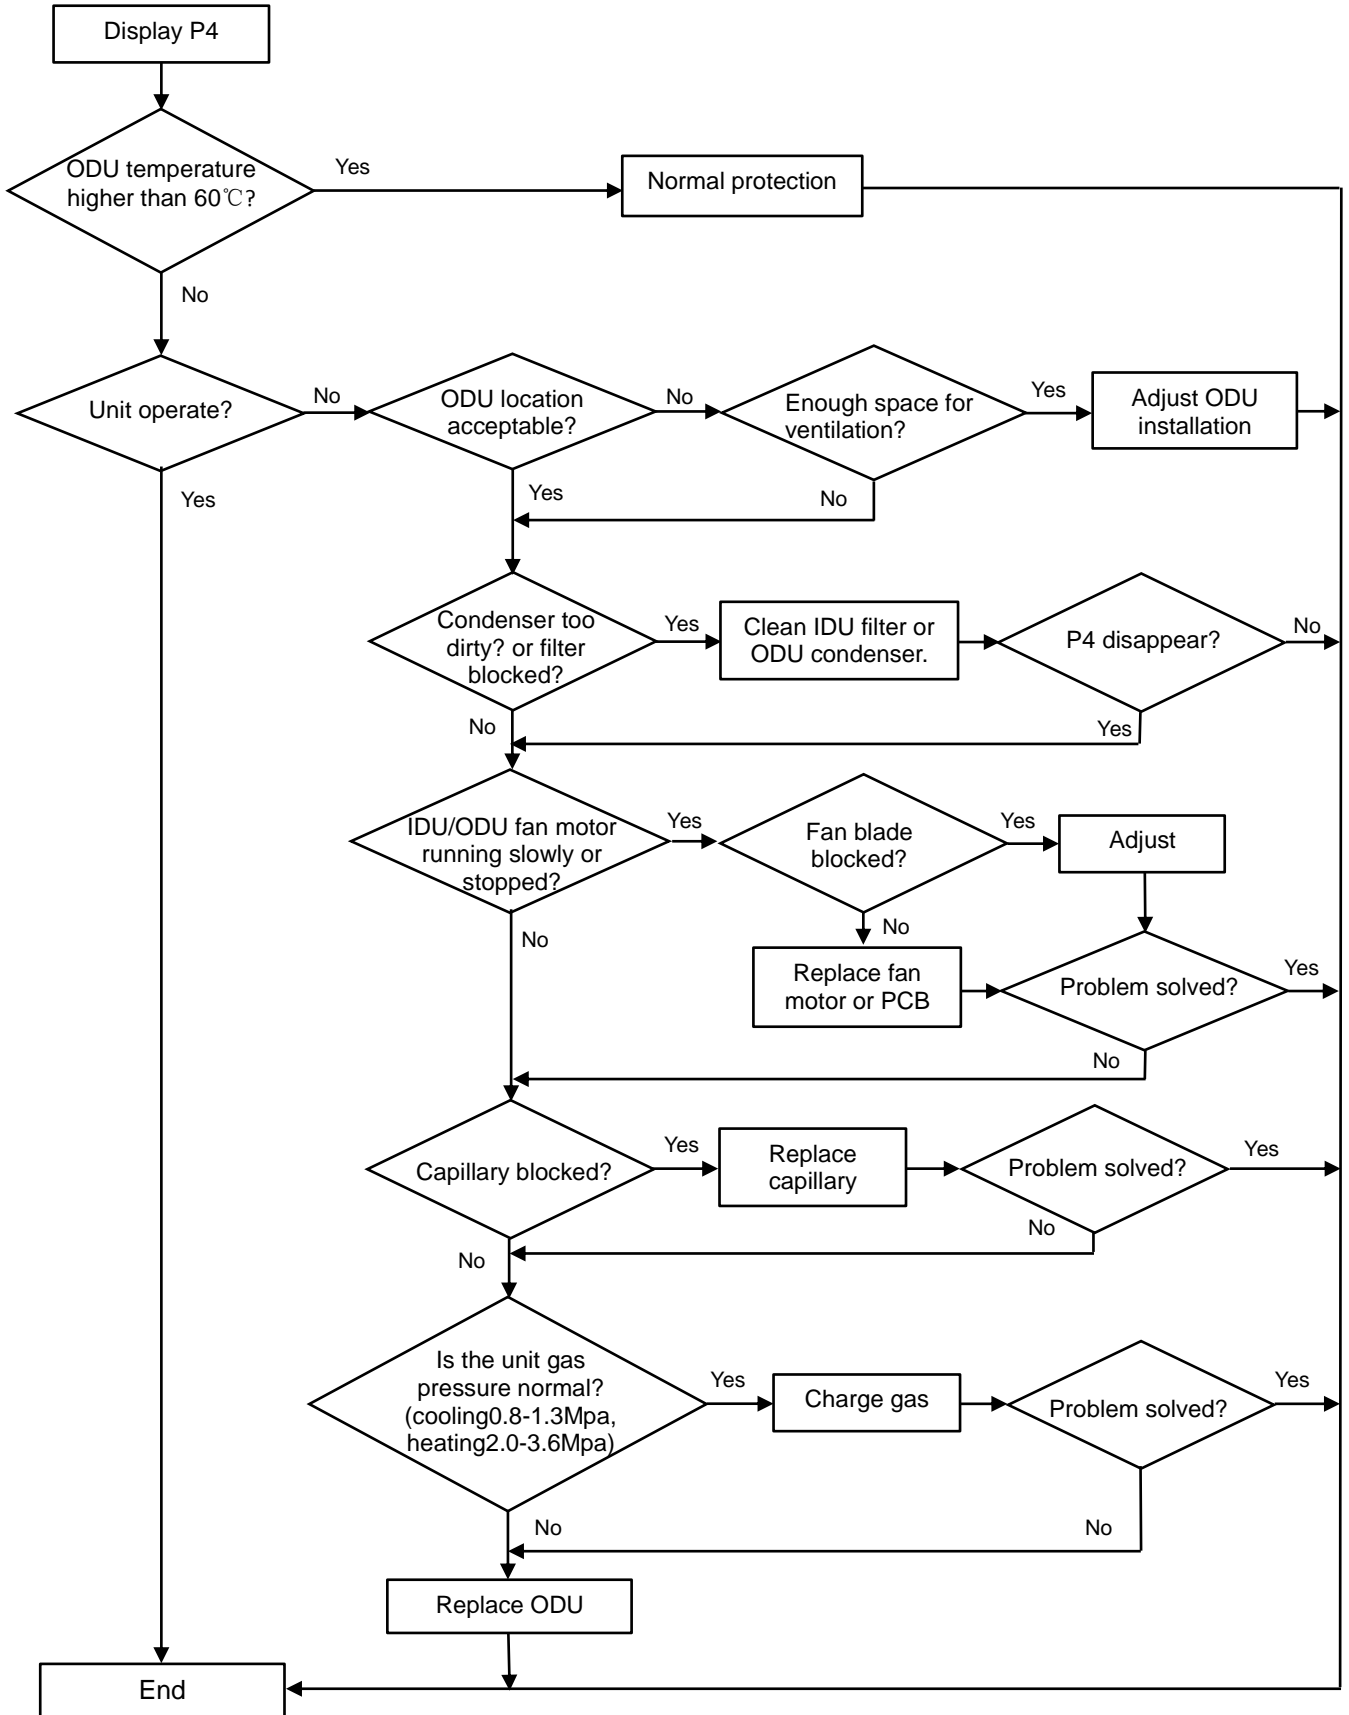 Display P4
ODU temperature
higher than 60℃?
Yes
Normal protection
No
Unit operate?
No
ODU location
acceptable?
No
Enough space for
ventilation?
Yes
Adjust ODU
installation
Yes
Yes
No
Condenser too
dirty? or filter
blocked?
Yes
Clean IDU filter or
ODU condenser.
P4 disappear?
No
No
Yes
IDU/ODU fan motor
running slowly or
stopped?
Yes
Fan blade
blocked?
Yes
Adjust
No
No
Replace fan
motor or PCB
Problem solved?
Yes
No
Capillary blocked?
Yes
Replace
capillary
Problem solved?
Yes
No
No
Is the unit gas
pressure normal?
(cooling0.8-1.3Mpa,
heating2.0-3.6Mpa)
Yes
Charge gas
Problem solved?
Yes
No
No
Replace ODU
End